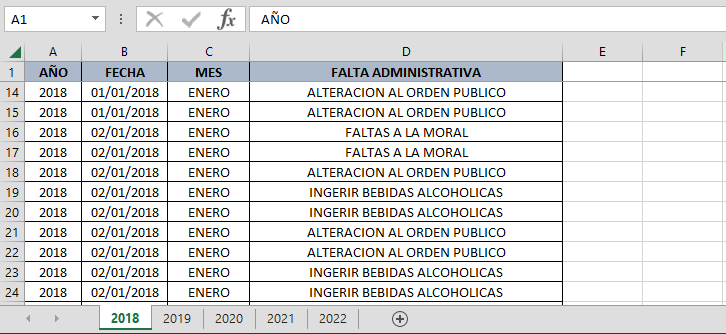 A1 fx AÑO
A B C D E F
1 AÑO FECHA MES FALTA ADMINISTRATIVA
14 2018 01/01/2018 ENERO ALTERACION AL ORDEN PUBLICO
15 2018 01/01/2018 ENERO ALTERACION AL ORDEN PUBLICO
16 2018 02/01/2018 ENERO FALTAS A LA MORAL
17 2018 02/01/2018 ENERO FALTAS A LA MORAL
18 2018 02/01/2018 ENERO ALTERACION AL ORDEN PUBLICO
19 2018 02/01/2018 ENERO INGERIR BEBIDAS ALCOHOLICAS
20 2018 02/01/2018 ENERO INGERIR BEBIDAS ALCOHOLICAS
21 2018 02/01/2018 ENERO ALTERACION AL ORDEN PUBLICO
22 2018 02/01/2018 ENERO ALTERACION AL ORDEN PUBLICO
23 2018 02/01/2018 ENERO INGERIR BEBIDAS ALCOHOLICAS
24 2018 02/01/2018 ENERO INGERIR BEBIDAS ALCOHOLICAS
2018 2019 2020 2021 2022